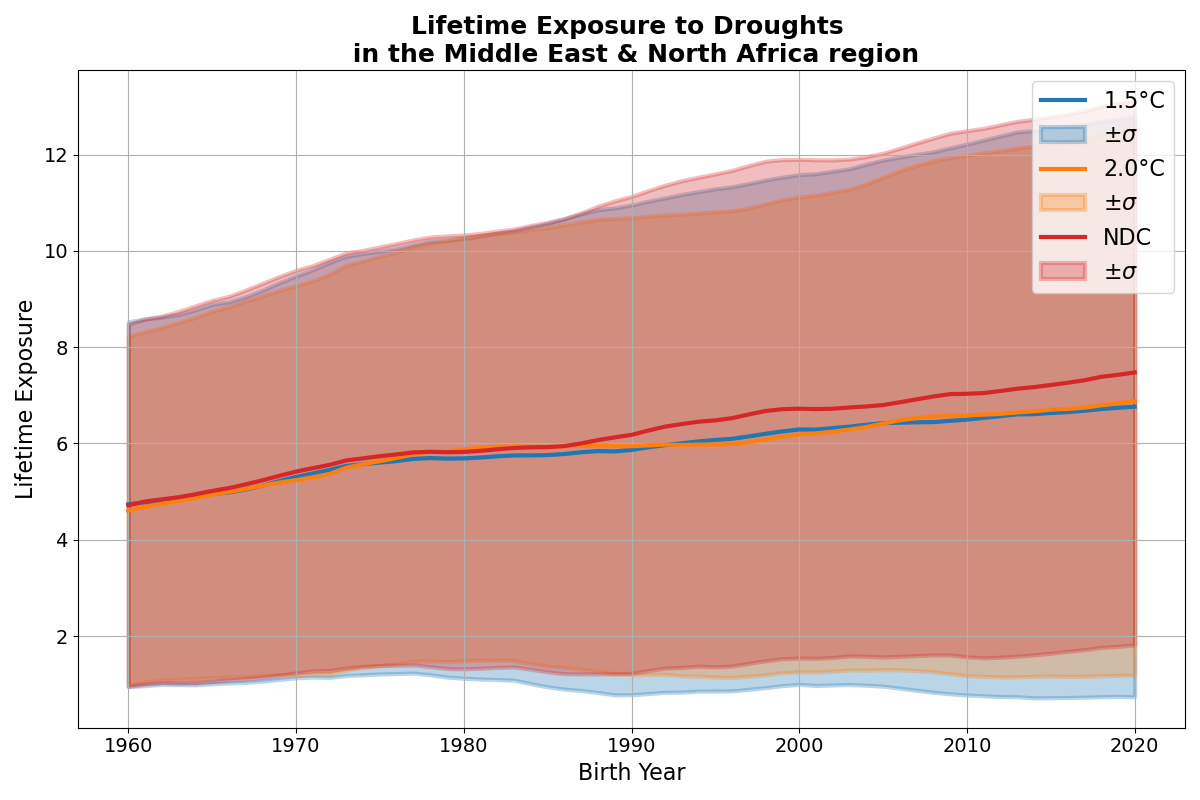 Lifetime Exposure to Droughts
in the Middle East & North Africa region
1.5°C
±σ
2.0°C
±σ
NDC
±σ
12
10
8
6
4
2
Lifetime Exposure
1960
1970
1980
1990
2000
2010
2020
Birth Year